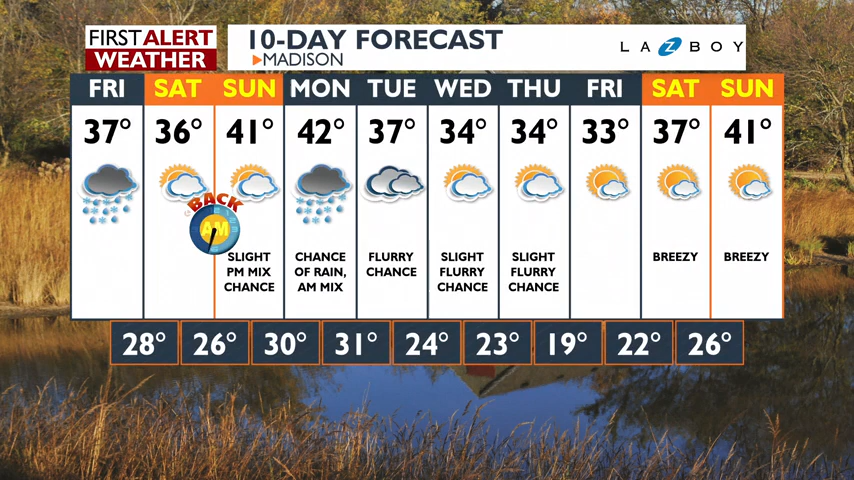 FIRST ALERT
WEATHER
10-DAY FORECAST
MADISON
LA Z BOY
FRI SAT SUN MON TUE WED THU FRI SAT SUN
37° 36° 41° 42° 37° 34° 34° 33° 37° 41°
BACK
AM
SLIGHT
PM MIX
CHANCE
CHANCE
OF RAIN,
AM MIX
FLURRY
CHANCE
SLIGHT
FLURRY
CHANCE
SLIGHT
FLURRY
CHANCE
BREEZY
BREEZY
28° 26° 30° 31° 24° 23° 19° 22° 26°